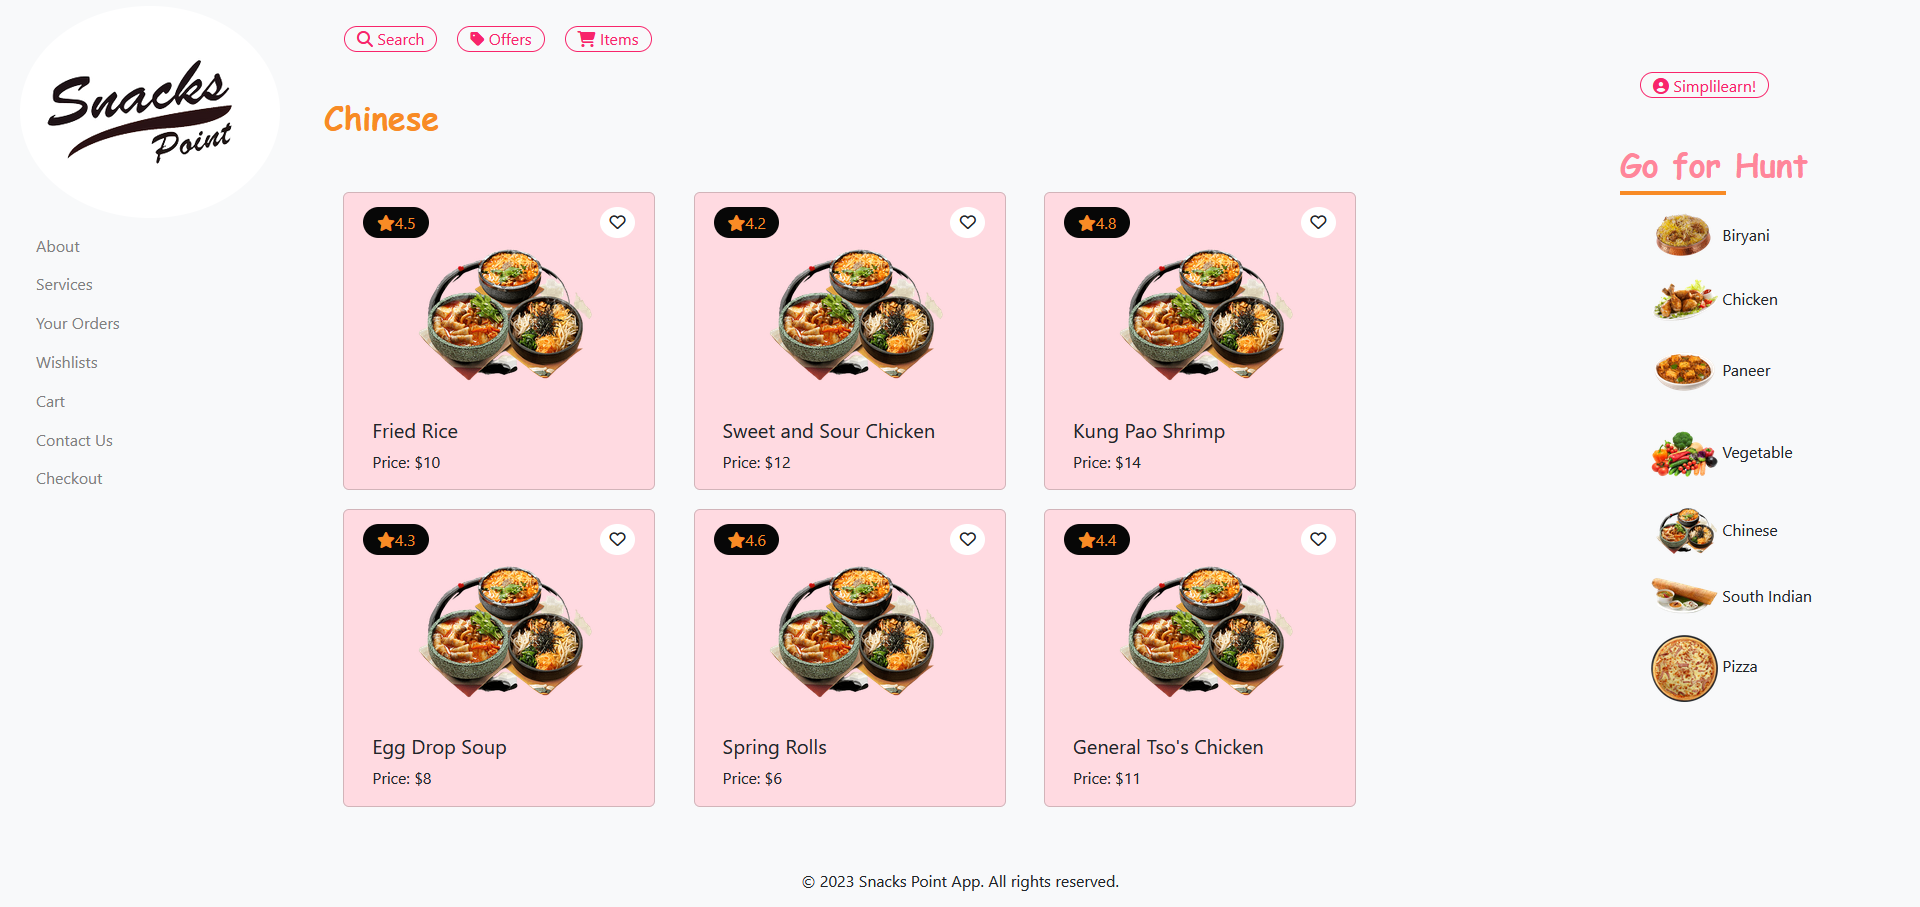 Snacks
Point
Search
Offers
Items
Simplilearn!
Chinese
Go for Hunt
About
Services
Your Orders
Wishlists
Cart
Contact Us
Checkout
4.5
Fried Rice
Price: $10
4.2
Sweet and Sour Chicken
Price: $12
4.8
Kung Pao Shrimp
Price: $14
4.3
Egg Drop Soup
Price: $8
4.6
Spring Rolls
Price: $6
4.4
General Tso's Chicken
Price: $11
Biryani
Chicken
Paneer
Vegetable
Chinese
South Indian
Pizza
© 2023 Snacks Point App. All rights reserved.